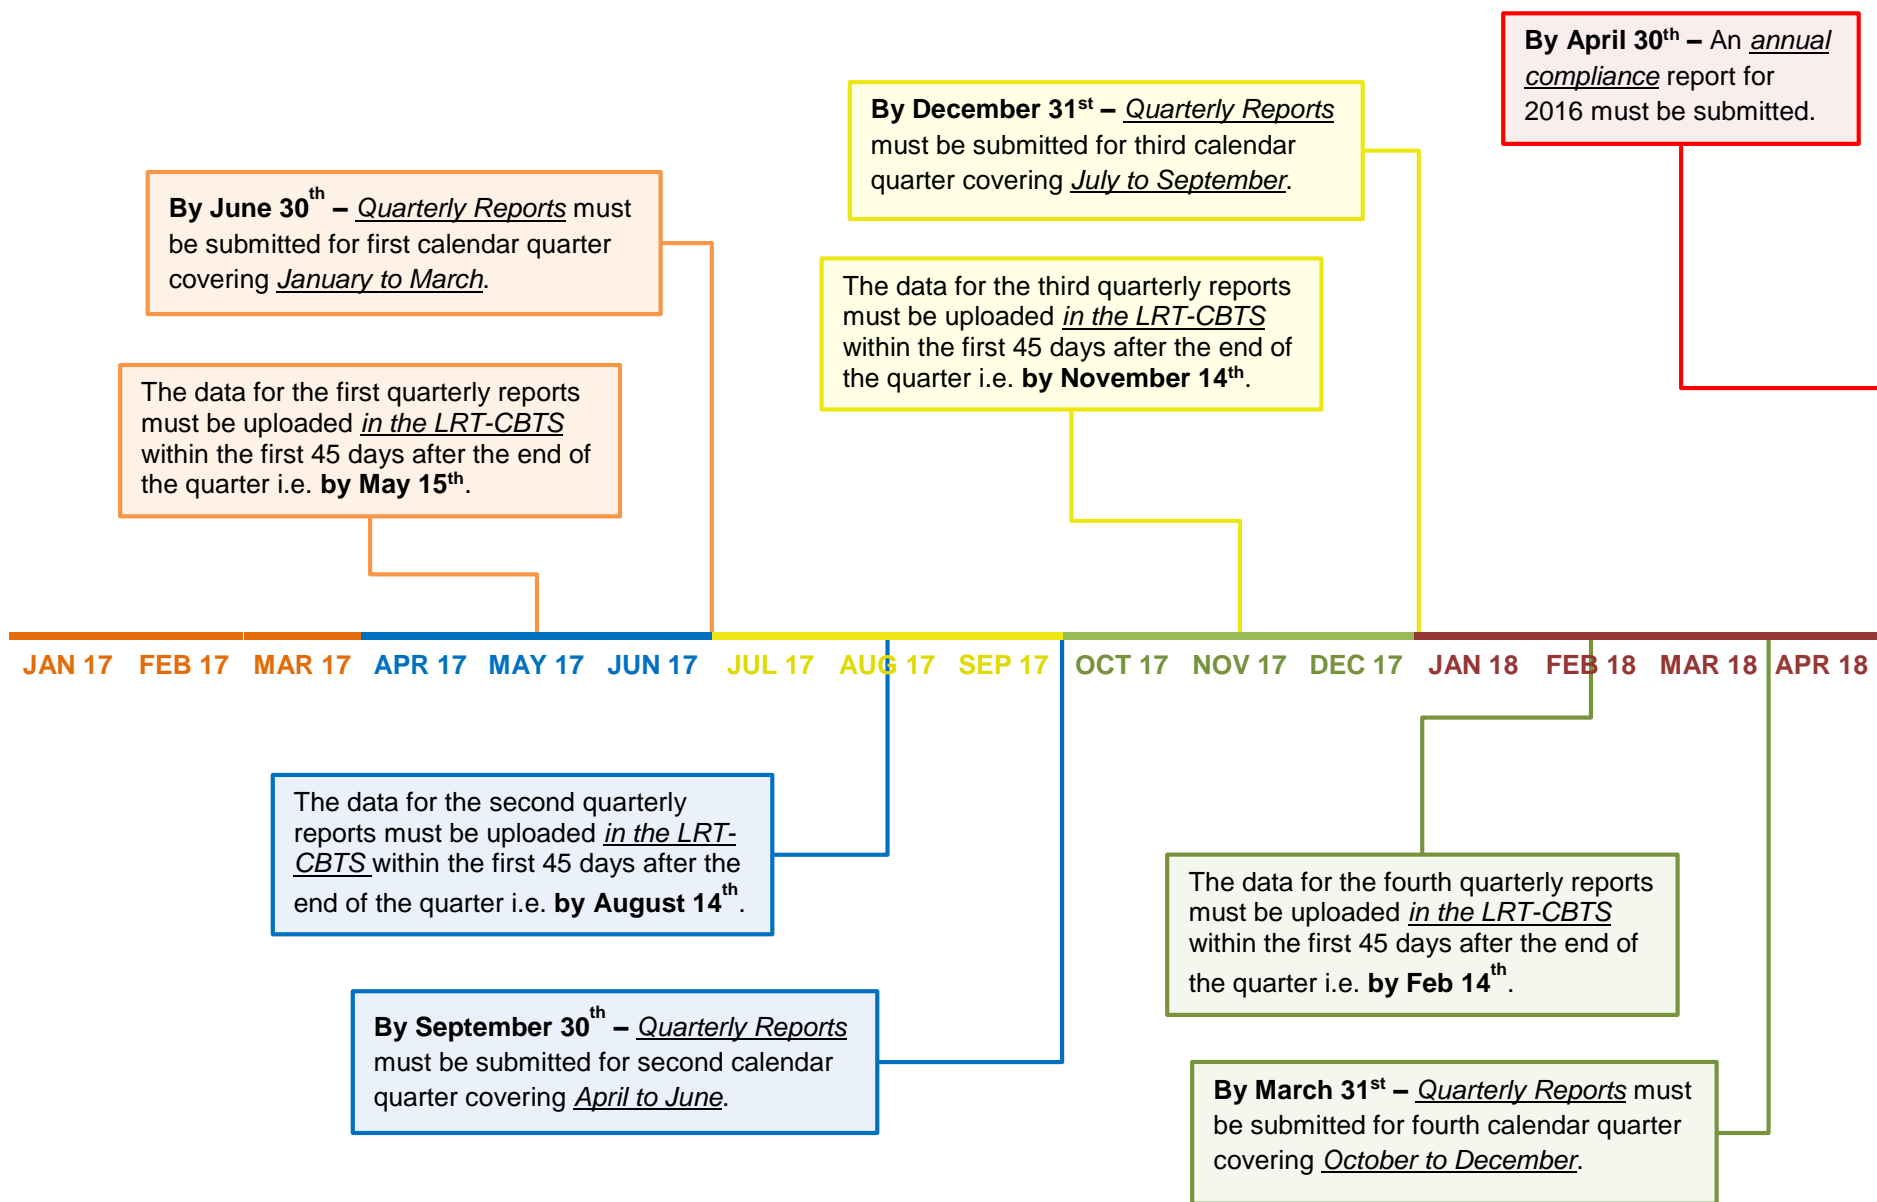 By April 30th – An annual
compliance report for
2016 must be submitted.
By December 31st – Quarterly Reports
must be submitted for third calendar
quarter covering July to September.
By June 30th – Quarterly Reports must
be submitted for first calendar quarter
covering January to March.
The data for the third quarterly reports
must be uploaded in the LRT-CBTS
within the first 45 days after the end of
the quarter i.e. by November 14th.
The data for the first quarterly reports
must be uploaded in the LRT-CBTS
within the first 45 days after the end of
the quarter i.e. by May 15th.
JAN 17 FEB 17 MAR 17 APR 17 MAY 17 JUN 17 JUL 17 AUG 17 SEP 17 OCT 17 NOV 17 DEC 17 JAN 18 FEB 18 MAR 18 APR 18
The data for the second quarterly
reports must be uploaded in the LRT-
CBTS within the first 45 days after the
end of the quarter i.e. by August 14th.
The data for the fourth quarterly reports
must be uploaded in the LRT-CBTS
within the first 45 days after the end of
the quarter i.e. by Feb 14th.
By September 30th – Quarterly Reports
must be submitted for second calendar
quarter covering April to June.
By March 31st – Quarterly Reports must
be submitted for fourth calendar quarter
covering October to December.